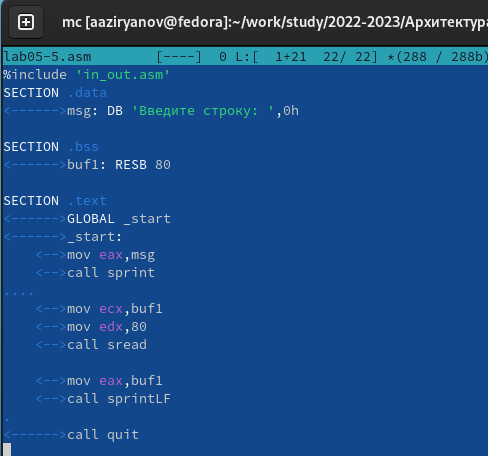 mc [aaziryanov@fedora]:~/work/study/2022-2023/Архитектура
lab05-5.asm [----] 0 L:[ 1+21 22/ 22] *(288 / 288b)
%include 'in_out.asm'
SECTION .data
<------>msg: DB 'Введите строку: ',0h
SECTION .bss
<------>buf1: RESB 80
SECTION .text
<------>GLOBAL _start
<------>_start:
<-->mov eax,msg
<-->call sprint
....
<-->mov ecx,buf1
<-->mov edx,80
<-->call sread
<-->mov eax,buf1
<-->call sprintLF
.
<------>call quit